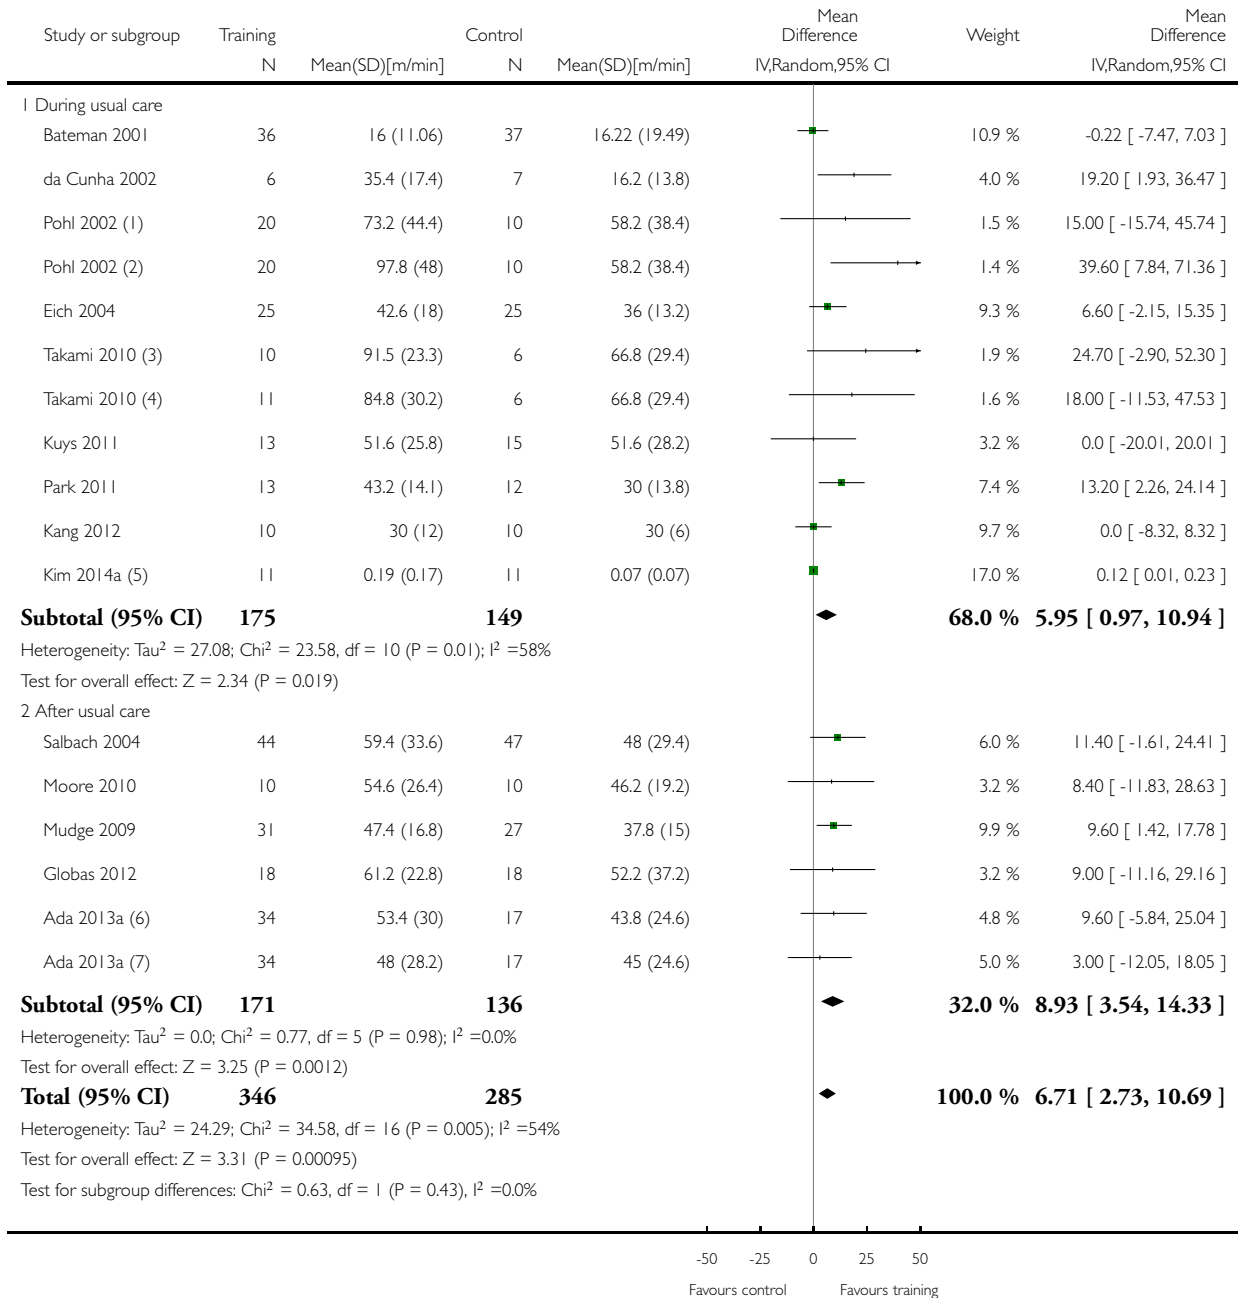 Study or subgroup Training Control Mean Difference Weight Mean Difference
N Mean(SD)[m/min] N Mean(SD)[m/min] IV,Random,95% CI IV,Random,95% CI
1 During usual care
Bateman 2001 36 16 (11.06) 37 16.22 (19.49) 10.9 % -0.22 [ -7.47, 7.03 ]
da Cunha 2002 6 35.4 (17.4) 7 16.2 (13.8) 4.0 % 19.20 [ 1.93, 36.47 ]
Pohl 2002 (1) 20 73.2 (44.4) 10 58.2 (38.4) 1.5 % 15.00 [ -15.74, 45.74 ]
Pohl 2002 (2) 20 97.8 (48) 10 58.2 (38.4) 1.4 % 39.60 [ 7.84, 71.36 ]
Eich 2004 25 42.6 (18) 25 36 (13.2) 9.3 % 6.60 [ -2.15, 15.35 ]
Takami 2010 (3) 10 91.5 (23.3) 6 66.8 (29.4) 1.9 % 24.70 [ -2.90, 52.30 ]
Takami 2010 (4) 11 84.8 (30.2) 6 66.8 (29.4) 1.6 % 18.00 [ -11.53, 47.53 ]
Kuys 2011 13 51.6 (25.8) 15 51.6 (28.2) 3.2 % 0.0 [ -20.01, 20.01 ]
Park 2011 13 43.2 (14.1) 12 30 (13.8) 7.4 % 13.20 [ 2.26, 24.14 ]
Kang 2012 10 30 (12) 10 30 (6) 9.7 % 0.0 [ -8.32, 8.32 ]
Kim 2014a (5) 11 0.19 (0.17) 11 0.07 (0.07) 17.0 % 0.12 [ 0.01, 0.23 ]
Subtotal (95% CI) 175 149 68.0 % 5.95 [ 0.97, 10.94 ]
Heterogeneity: Tau² = 27.08; Chi² = 23.58, df = 10 (P = 0.01); I² =58%
Test for overall effect: Z = 2.34 (P = 0.019)
2 After usual care
Salbach 2004 44 59.4 (33.6) 47 48 (29.4) 6.0 % 11.40 [ -1.61, 24.41 ]
Moore 2010 10 54.6 (26.4) 10 46.2 (19.2) 3.2 % 8.40 [ -11.83, 28.63 ]
Mudge 2009 31 47.4 (16.8) 27 37.8 (15) 9.9 % 9.60 [ 1.42, 17.78 ]
Globas 2012 18 61.2 (22.8) 18 52.2 (37.2) 3.2 % 9.00 [ -11.16, 29.16 ]
Ada 2013a (6) 34 53.4 (30) 17 43.8 (24.6) 4.8 % 9.60 [ -5.84, 25.04 ]
Ada 2013a (7) 34 48 (28.2) 17 45 (24.6) 5.0 % 3.00 [ -12.05, 18.05 ]
Subtotal (95% CI) 171 136 32.0 % 8.93 [ 3.54, 14.33 ]
Heterogeneity: Tau² = 0.0; Chi² = 0.77, df = 5 (P = 0.98); I² =0.0%
Test for overall effect: Z = 3.25 (P = 0.0012)
Total (95% CI) 346 285 100.0 % 6.71 [ 2.73, 10.69 ]
Heterogeneity: Tau² = 24.29; Chi² = 34.58, df = 16 (P = 0.005); I² =54%
Test for overall effect: Z = 3.31 (P = 0.00095)
Test for subgroup differences: Chi² = 0.63, df = 1 (P = 0.43), I² =0.0%
-50 -25 0 25 50
Favours control Favours training